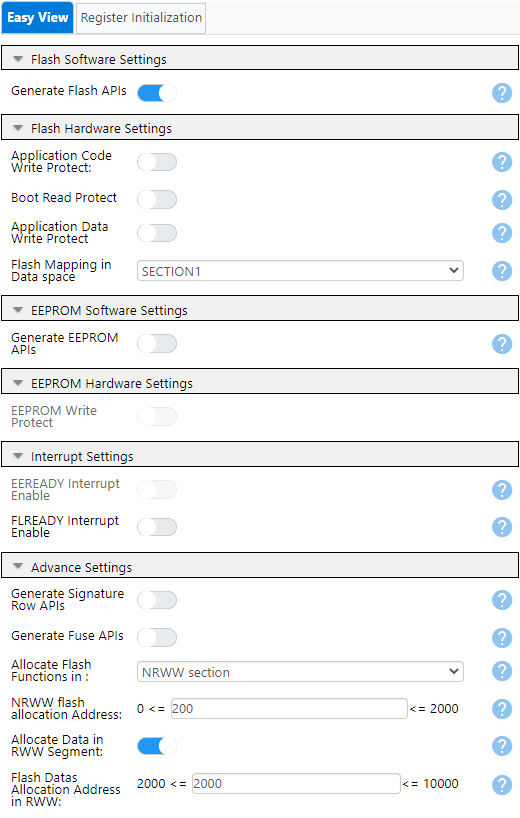 Easy View Register Initialization
Flash Software Settings
Generate Flash APIs
?
Flash Hardware Settings
Application Code
Write Protect:
?
Boot Read Protect
?
Application Data
Write Protect
?
Flash Mapping in
Data space
SECTION1
?
EEPROM Software Settings
Generate EEPROM
APIs
?
EEPROM Hardware Settings
EEPROM Write
Protect
Interrupt Settings
EEREADY Interrupt
Enable
?
FLREADY Interrupt
Enable
?
Advance Settings
Generate Signature
Row APIs
?
Generate Fuse APIs
?
Allocate Flash
Functions in :
NRWW section
?
NRWW flash
allocation Address:
0 <= 200 <= 2000
?
Allocate Data in
RWW Segment:
?
Flash Datas
Allocation Address
in RWW:
2000 <= 2000 <= 10000
?